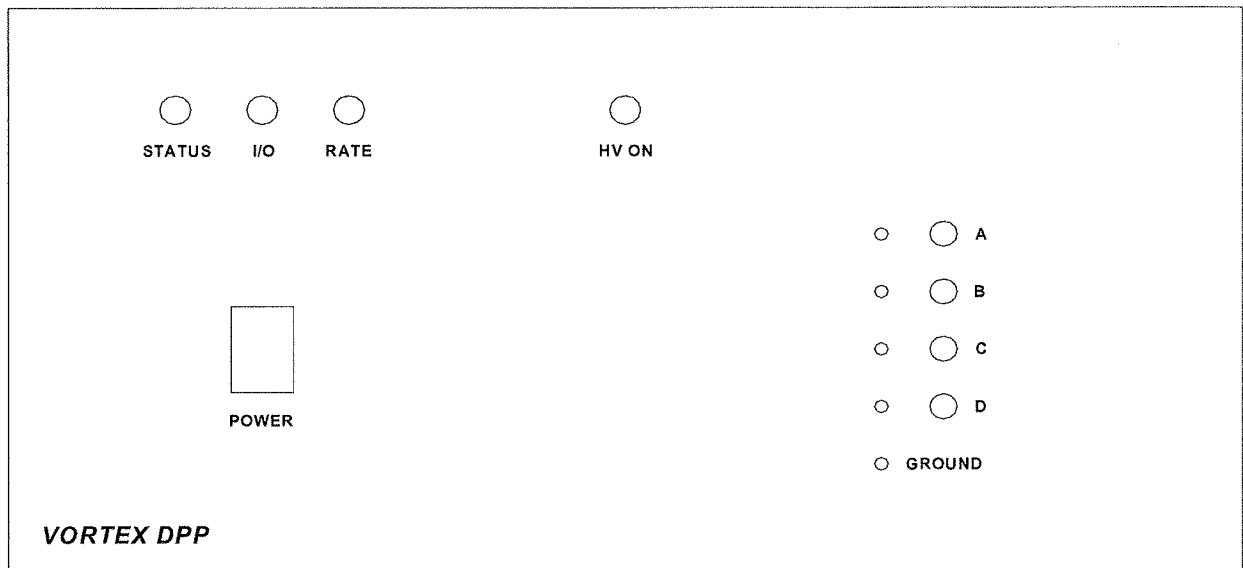 STATUS I/O RATE HV ON
A
B
C
D
POWER
GROUND
VORTEX DPP